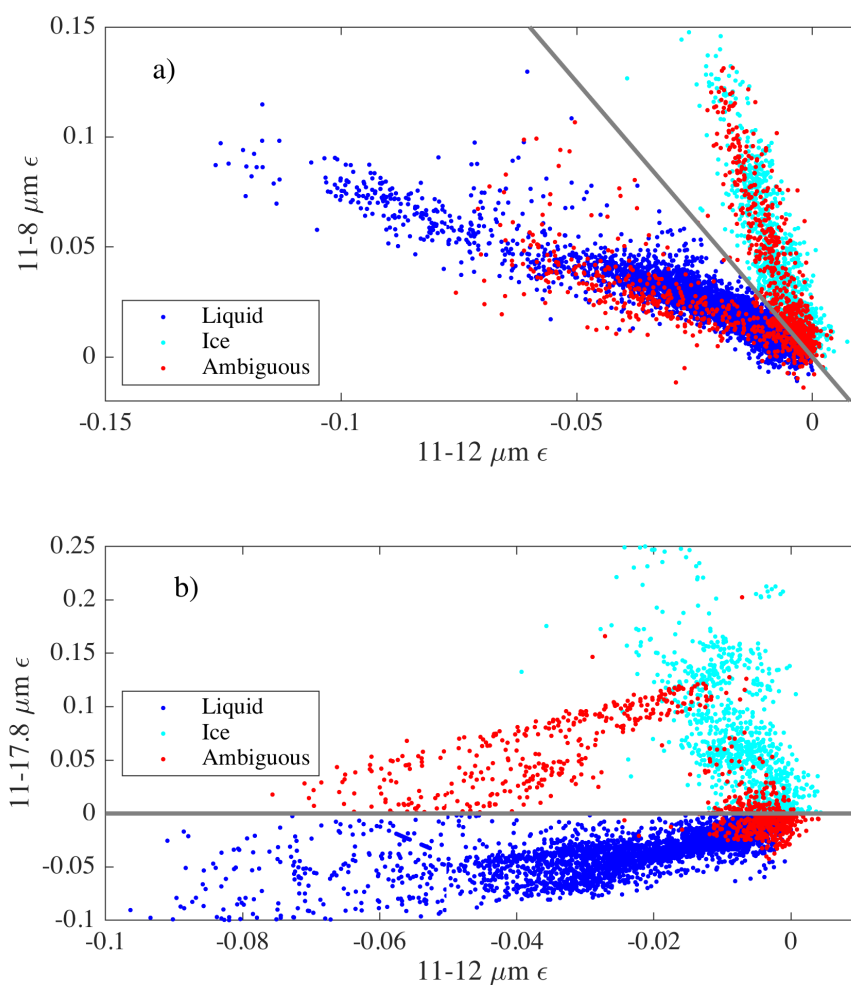 0.15
a)
0.1
11-8 μm ϵ
0.05
Liquid
Ice
0
Ambiguous
-0.15
-0.1
-0.05
0
11-12 μm ϵ
0.25
b)
0.2
11-17.8 μm ϵ
0.15
Liquid
0.1
Ice
0.05
Ambiguous
0
-0.05
-0.1
-0.1
-0.08
-0.06
-0.04
-0.02
0
11-12 μm ϵ